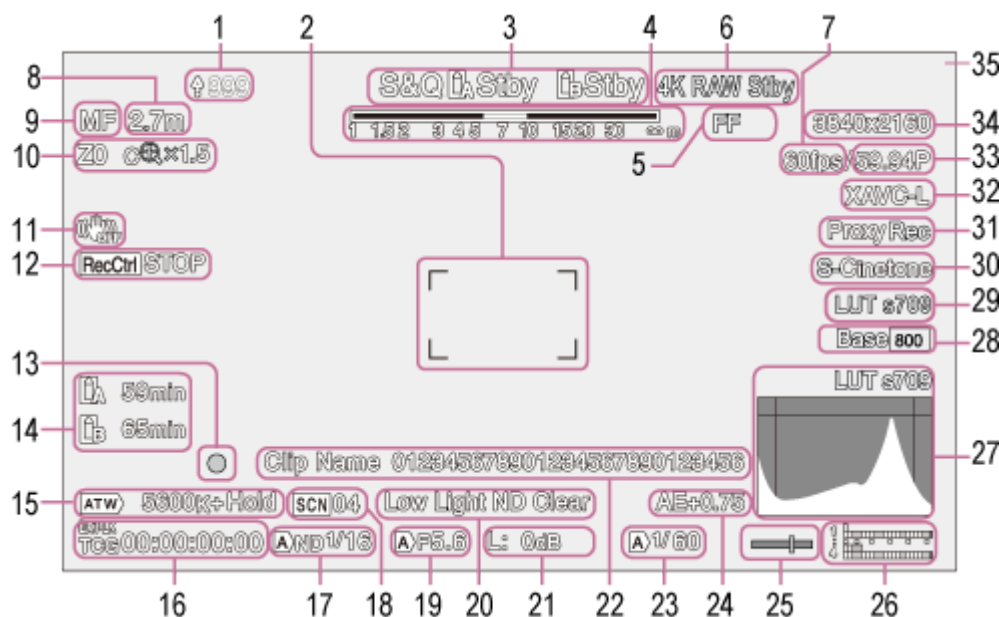 1 2 3 4 6 7
8 999 S&Q A Stby B Stby 4K RAW Stby 35
9 MF 2.7m 1 1.5 2 3 4 5 7 10 15 20 30 ∞ m FF 3840x2160 34
10 Z0 C ×1.5 5 60fps/59.94P 33
XAVC-L 32
11 OFF Proxy Rec 31
12 RecCtrl STOP S-Cinetone 30
LUT s709 29
Base 800 28
13 LUT s709
A 59min
14 B 65min
Clip Name 012345678901234567890123456 27
15 ATW 5600K+Hold SCN 04 Low Light ND Clear AE+0.75
TCG 00:00:00:00 A ND1/16 A F5.6 L: 0dB A 1/60
16 17 18 19 20 21 22 23 24 25 26